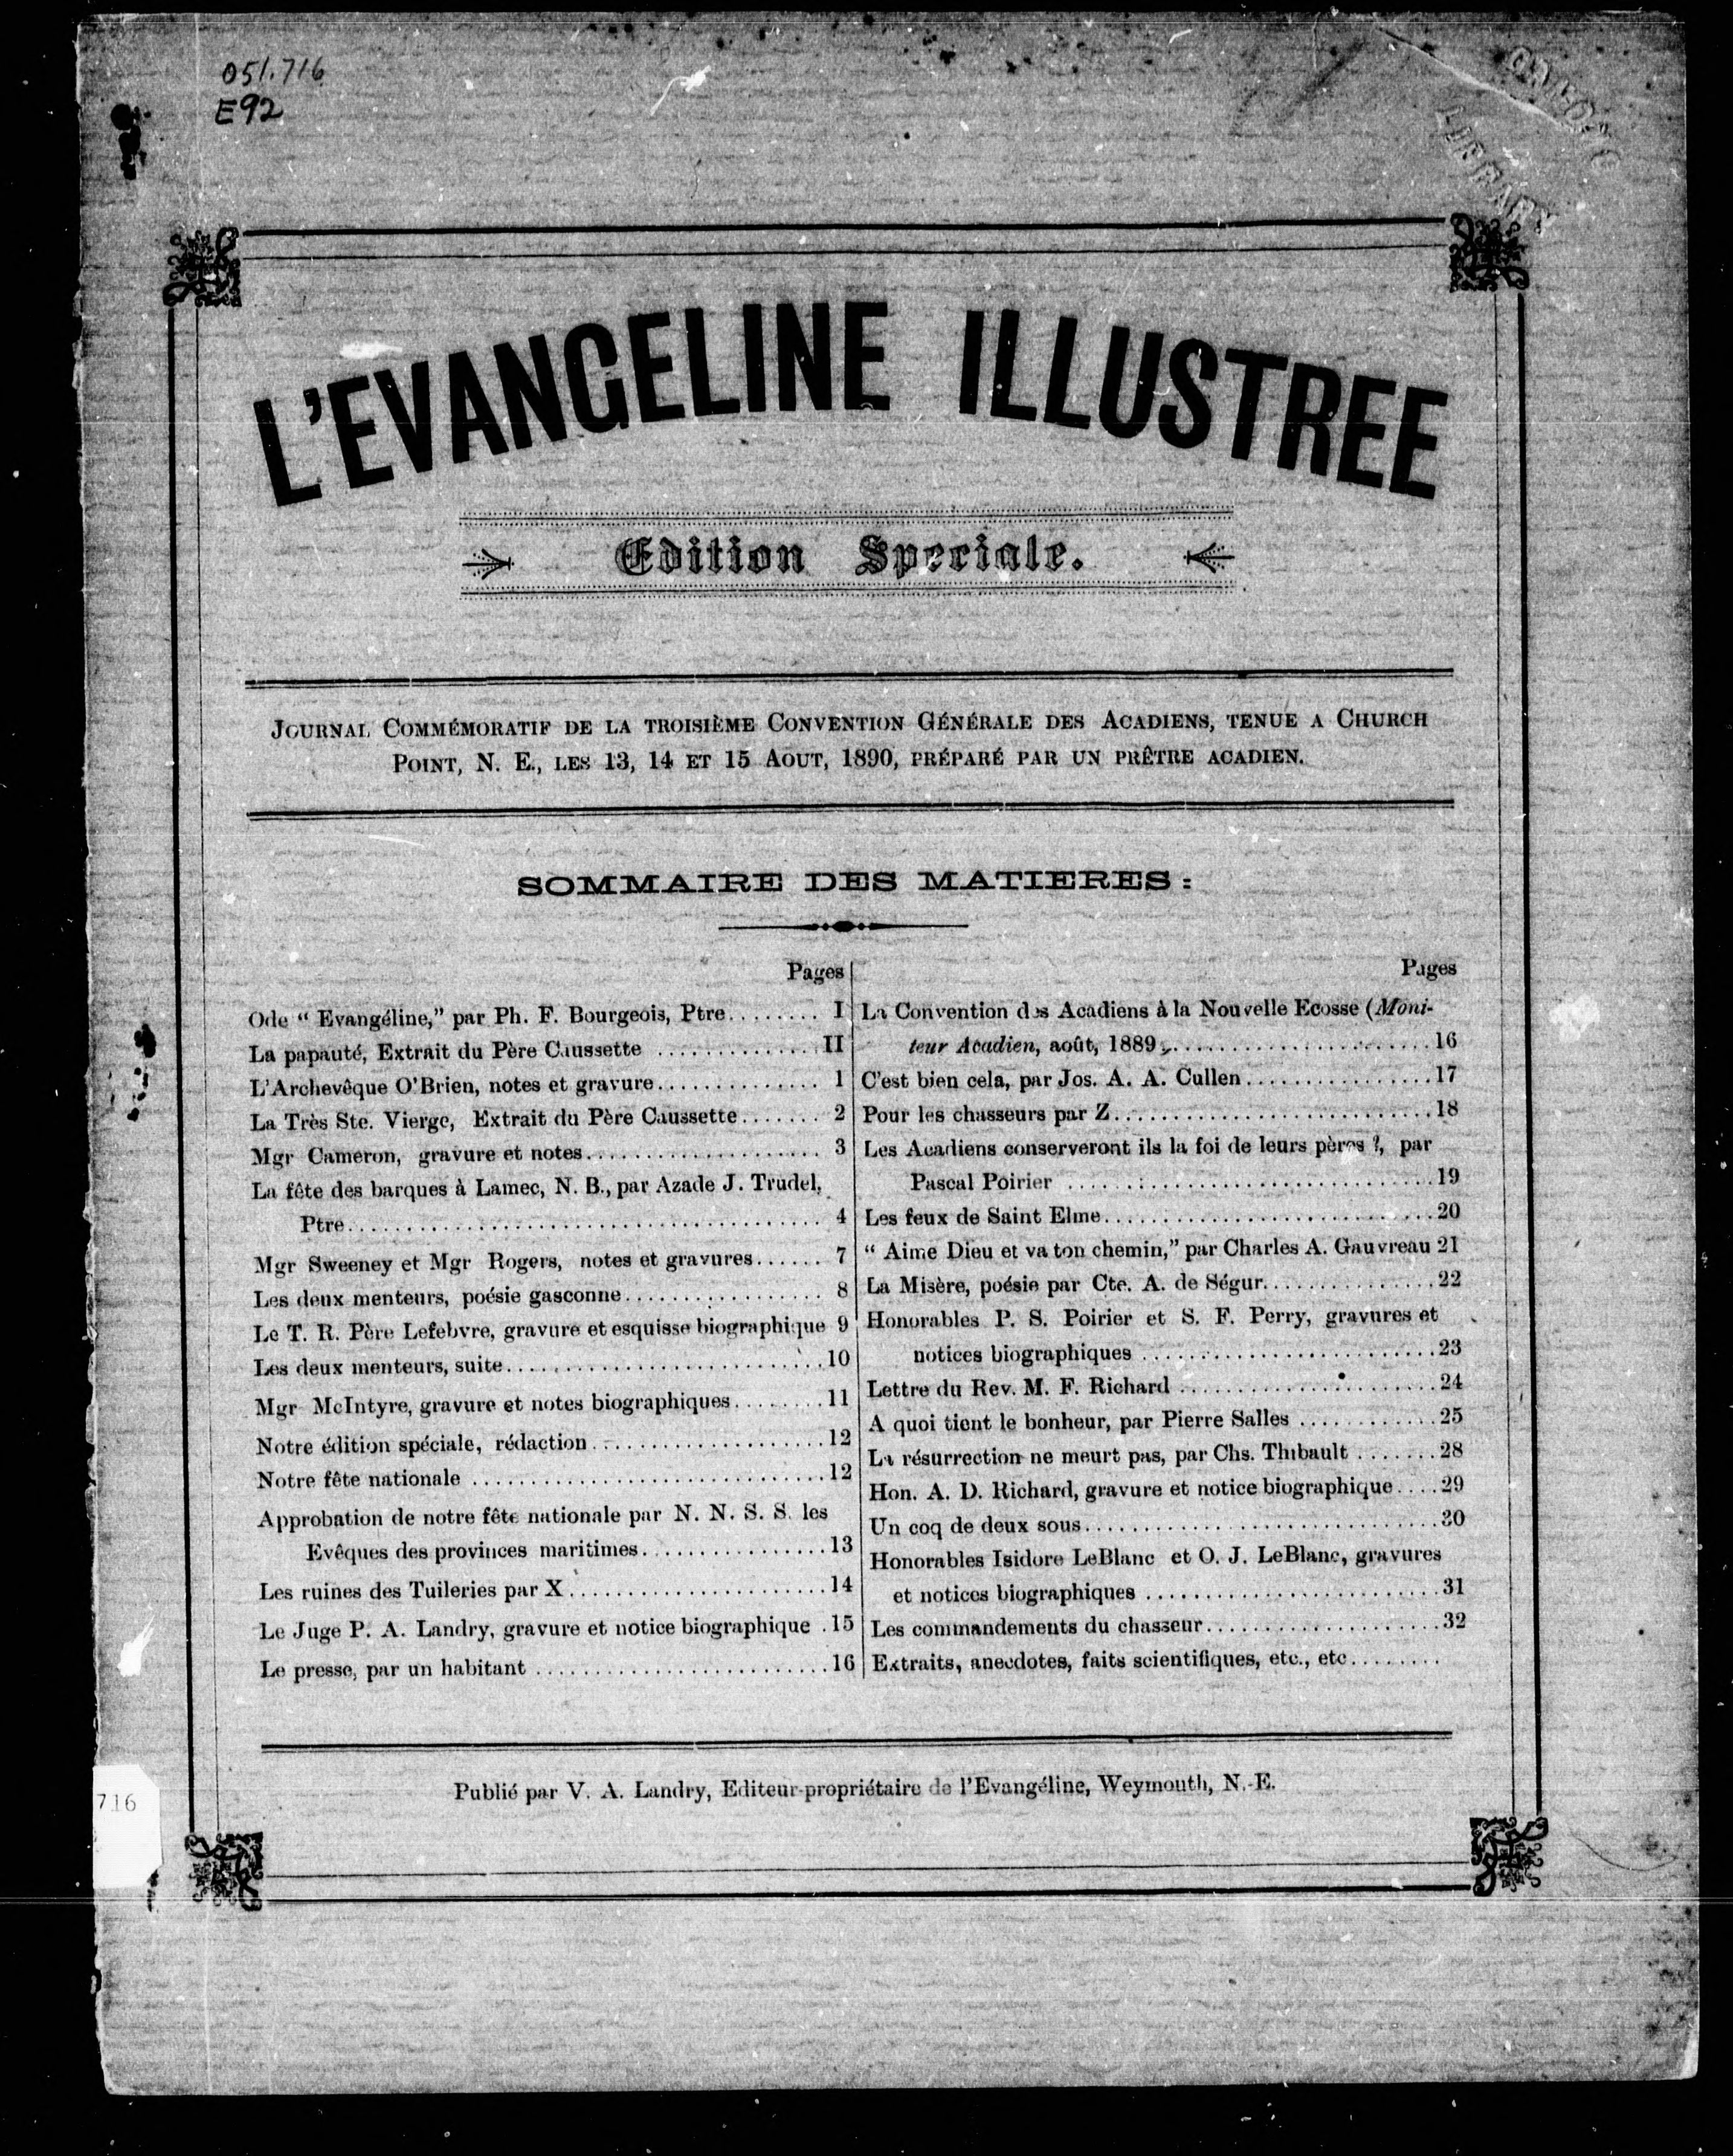 051.716
E92
LIBRARY
L'EVANGELINE ILLUSTREE
Edition Speciale.
JOURNAL COMMÉMORATIF DE LA TROISIÈME CONVENTION GÉNÉRALE DES ACADIENS, TENUE A CHURCH
POINT, N. E., LES 13, 14 ET 15 AOUT, 1890, PRÉPARÉ PAR UN PRÊTRE ACADIEN.
SOMMAIRE DES MATIERES:
Pages
Ode “ Evangéline,” par Ph. F. Bourgeois, Ptre........ I
La papauté, Extrait du Père Caussette .............. II
L'Archevêque O'Brien, notes et gravure............... 1
La Très Ste. Vierge, Extrait du Père Caussette....... 2
Mgr Cameron, gravure et notes.................... 3
La fête des barques à Lamec, N. B., par Azade J. Trudel,
Ptre......................................... 4
Mgr Sweeney et Mgr Rogers, notes et gravures...... 7
Les deux menteurs, poésie gasconne................. 8
Le T. R. Père Lefebvre, gravure et esquisse biographique 9
Les deux menteurs, suite...........................10
Mgr McIntyre, gravure et notes biographiques........11
Notre édition spéciale, rédaction....................12
Notre fête nationale ..............................12
Approbation de notre fête nationale par N. N. S. S. les
Evêques des provinces maritimes................13
Les ruines des Tuileries par X......................14
Le Juge P. A. Landry, gravure et notice biographique .15
Le presse, par un habitant .........................16
Pages
La Convention des Acadiens à la Nouvelle Ecosse (Moni-
teur Acadien, août, 1889,.......................16
C'est bien cela, par Jos. A. A. Cullen................17
Pour les chasseurs par Z...........................18
Les Acadiens conserveront ils la foi de leurs pères ?, par
Pascal Poirier ................................19
Les feux de Saint Elme............................20
“ Aime Dieu et va ton chemin,” par Charles A. Gauvreau 21
La Misère, poésie par Cte. A. de Ségur...............22
Honorables P. S. Poirier et S. F. Perry, gravures et
notices biographiques .........................23
Lettre du Rev. M. F. Richard ......................24
A quoi tient le bonheur, par Pierre Salles ............25
La résurrection ne meurt pas, par Chs. Thibault .......28
Hon. A. D. Richard, gravure et notice biographique....29
Un coq de deux sous..............................30
Honorables Isidore LeBlanc et O. J. LeBlanc, gravures
et notices biographiques .........................31
Les commandements du chasseur....................32
Extraits, anecdotes, faits scientifiques, etc., etc........
Publié par V. A. Landry, Editeur-propriétaire de l'Evangéline, Weymouth, N.-E.
716